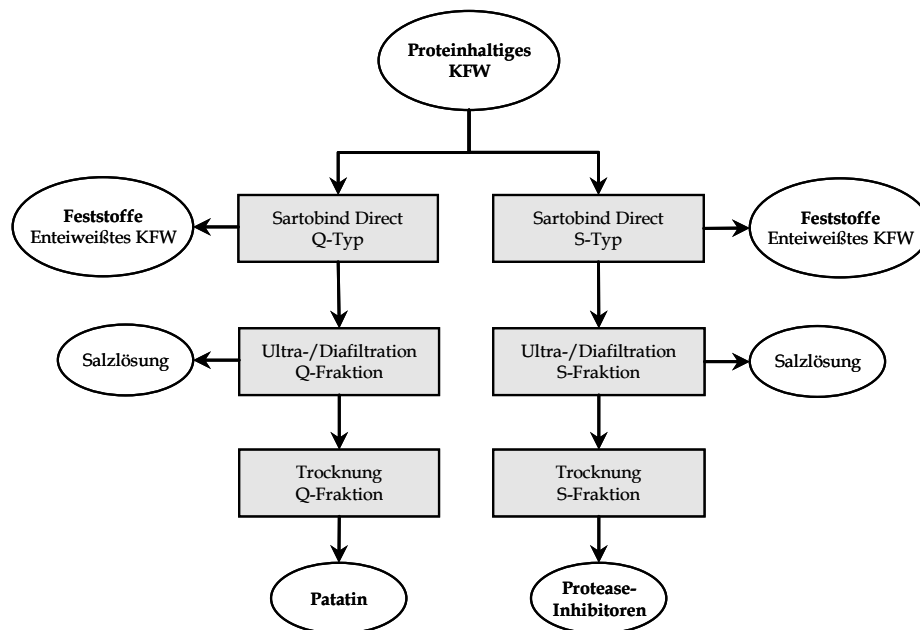 Proteinhaltiges
KFW
Feststoffe
Enteiweißtes KFW
Sartobind Direct
Q-Typ
Sartobind Direct
S-Typ
Feststoffe
Enteiweißtes KFW
Salzlösung
Ultra-/Diafiltration
Q-Fraktion
Ultra-/Diafiltration
S-Fraktion
Salzlösung
Trocknung
Q-Fraktion
Trocknung
S-Fraktion
Patatin
Protease-
Inhibitoren